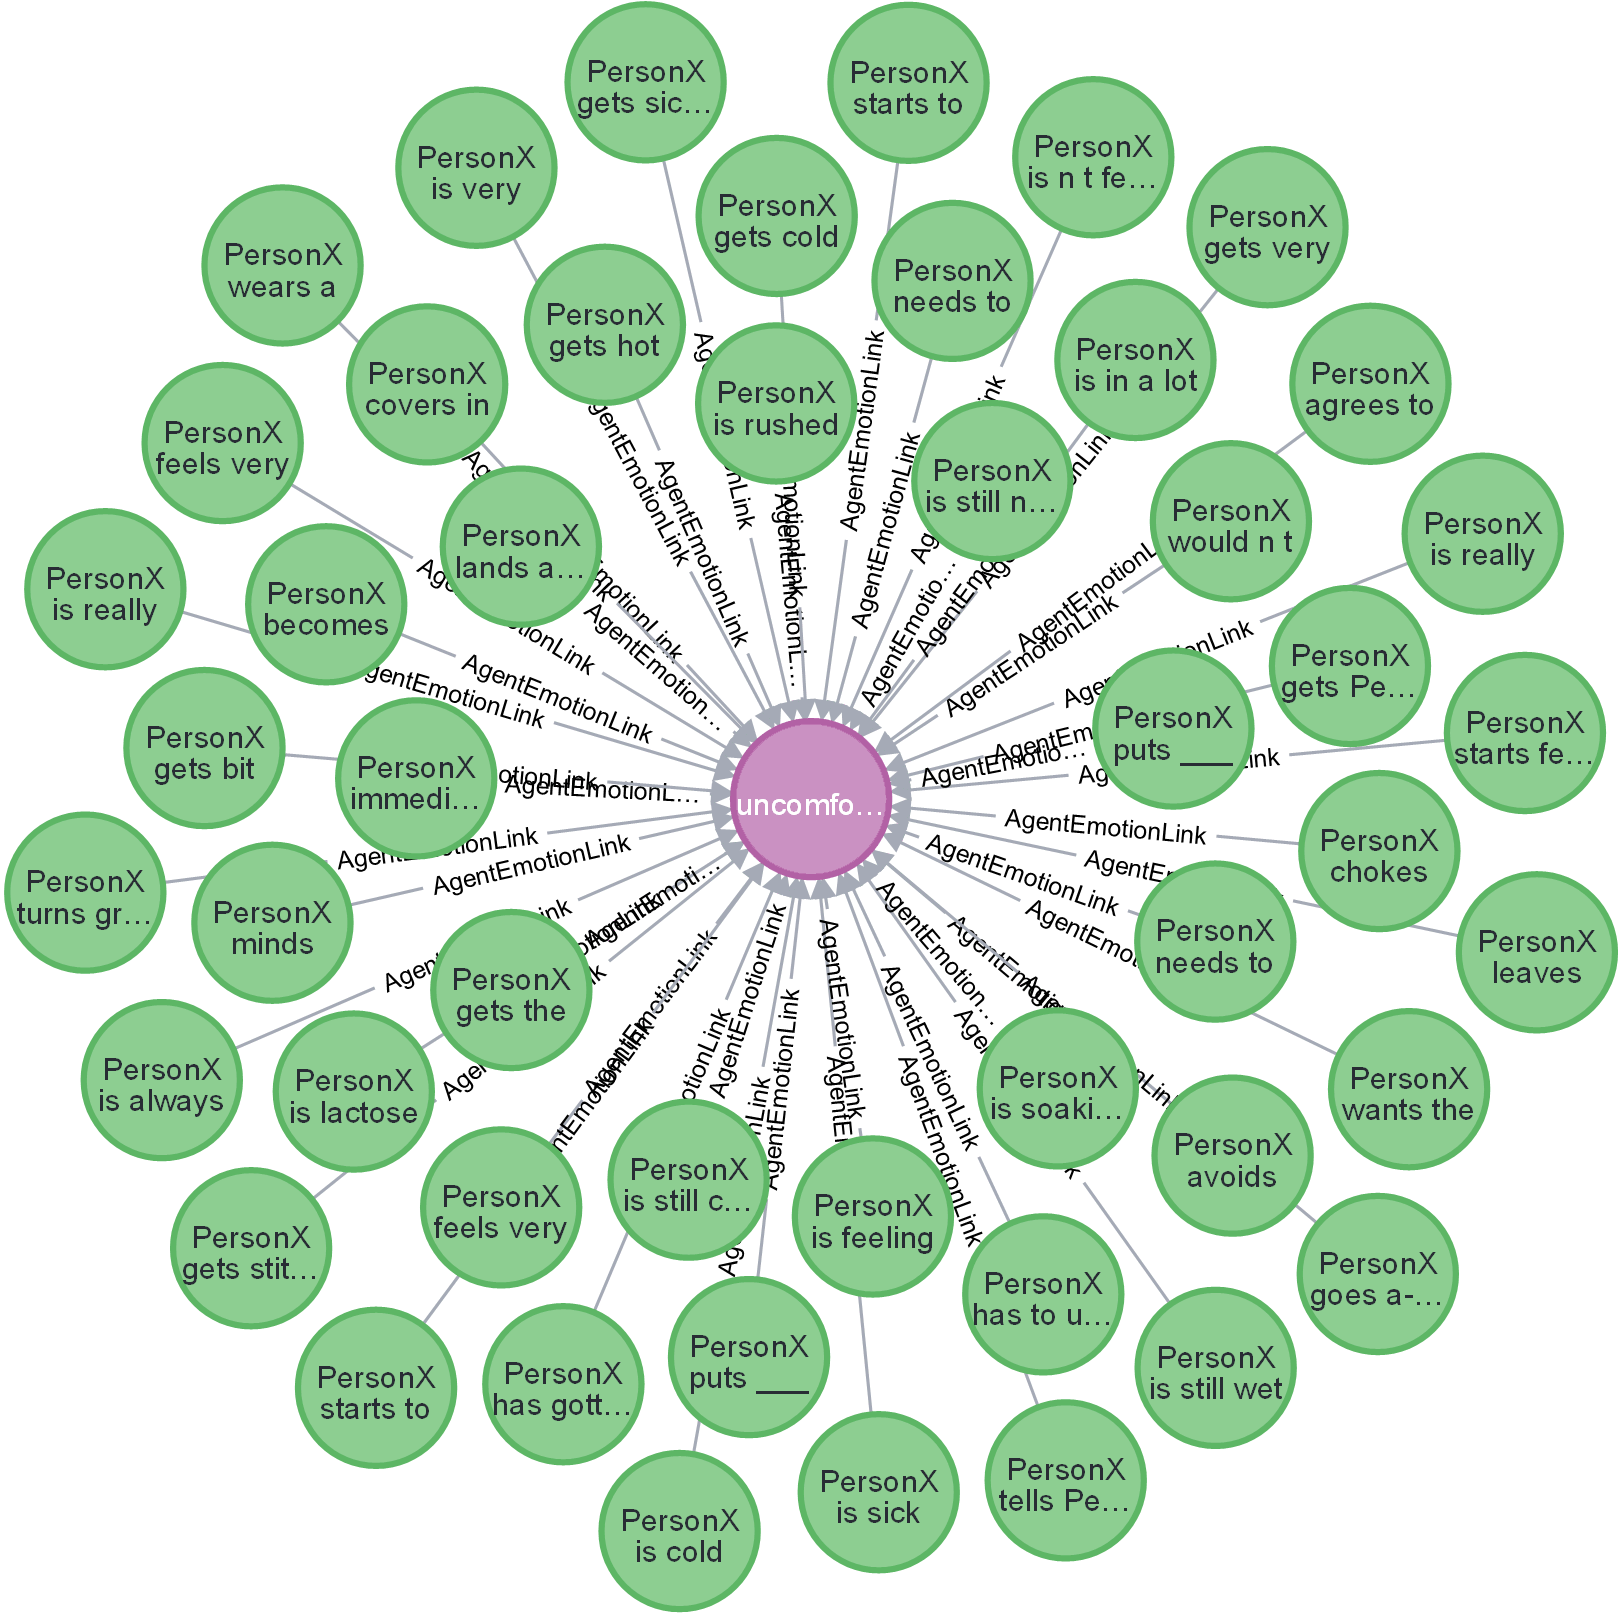 PersonX
gets sic…
PersonX
starts to
PersonX
is n t fe…
PersonX
is very
PersonX
gets cold
PersonX
gets very
PersonX
wears a
PersonX
needs to
PersonX
gets hot
PersonX
is in a lot
PersonX
covers in
PersonX
agrees to
PersonX
is rushed
PersonX
feels very
PersonX
is still n…
PersonX
would n t
PersonX
is really
PersonX
lands a…
PersonX
is really
PersonX
becomes
PersonX
gets Pe…
PersonX
puts ___
PersonX
starts fe…
PersonX
gets bit
PersonX
immedi…
uncomfo…
PersonX
chokes
PersonX
turns gr…
PersonX
minds
PersonX
needs to
PersonX
leaves
PersonX
gets the
PersonX
is always
PersonX
is lactose
PersonX
is soaki…
PersonX
wants the
PersonX
avoids
PersonX
gets stit…
PersonX
feels very
PersonX
is still c…
PersonX
is feeling
PersonX
has to u…
PersonX
goes a-…
PersonX
starts to
PersonX
has gott…
PersonX
puts ___
PersonX
is still wet
PersonX
is cold
PersonX
is sick
PersonX
tells Pe…
AgentEmotionLink
AgentEmotionLink
AgentEmotionLink
AgentEmotionLink
AgentEmotionLink
AgentEmotionLink
AgentEmotionLink
AgentEmotion…
AgentEmotio…
AgentEmotionL…
AgentEmotionLink
AgentEmotionLink
AgentEmotionLink
AgentEmotion…
AgentEmotionLink
AgentEmotionLink
AgentEmotionLink
AgentEmotionLink
AgentEmotionLink